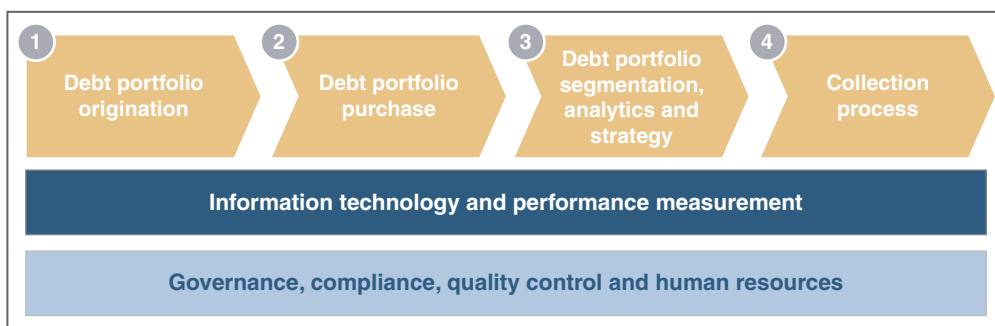 1
Debt portfolio
origination
2
Debt portfolio
purchase
3
Debt portfolio
segmentation,
analytics and
strategy
4
Collection
process
Information technology and performance measurement
Governance, compliance, quality control and human resources